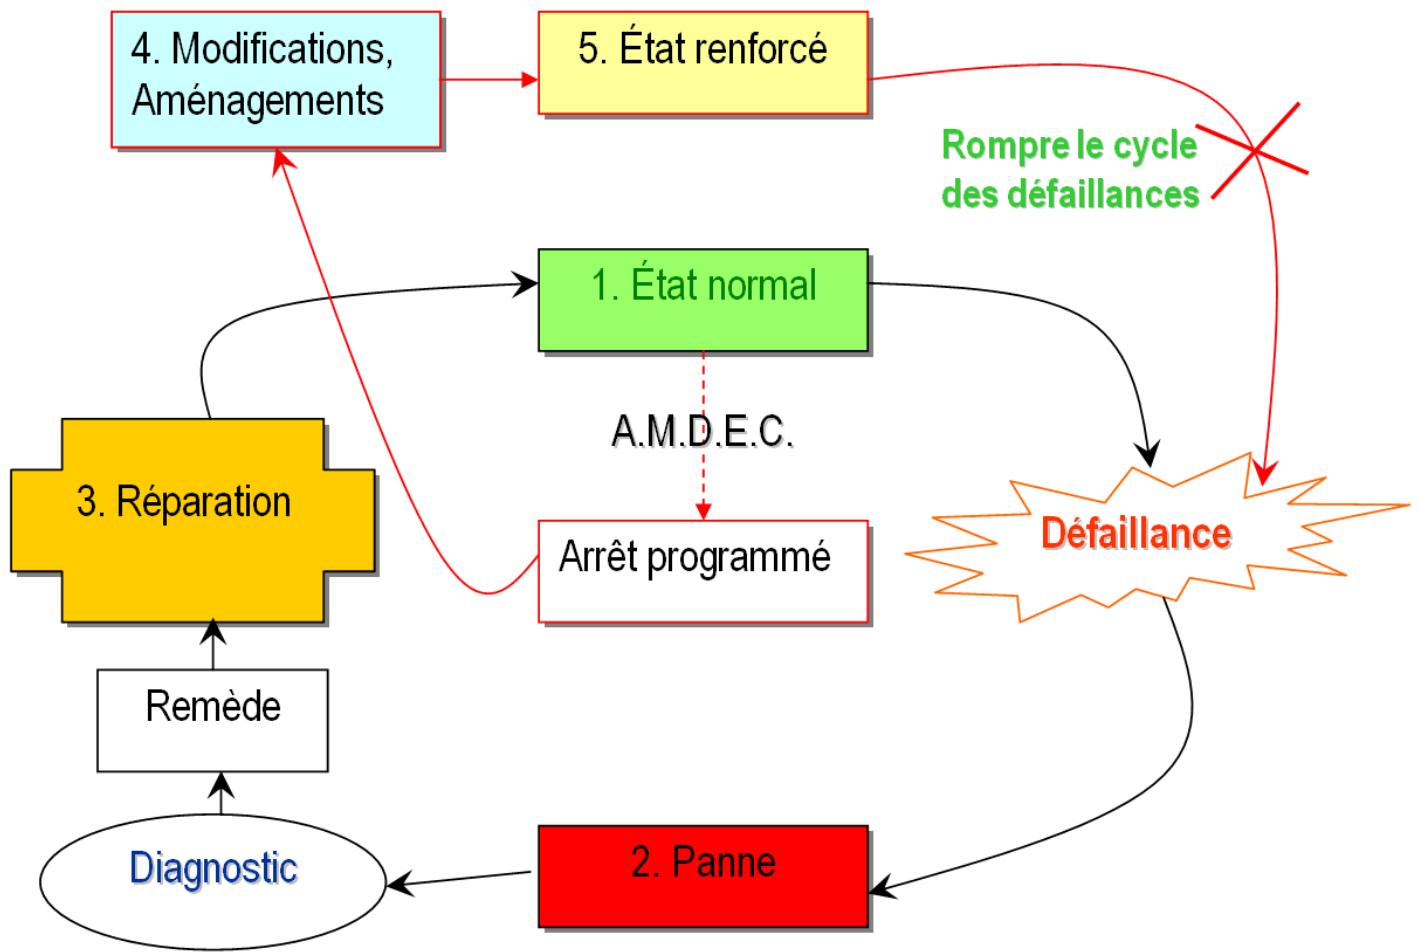 4. Modifications,
Aménagements
5. État renforcé
Rompre le cycle
des défaillances
1. État normal
A.M.D.E.C.
3. Réparation
Arrêt programmé
Défaillance
Remède
Diagnostic
2. Panne